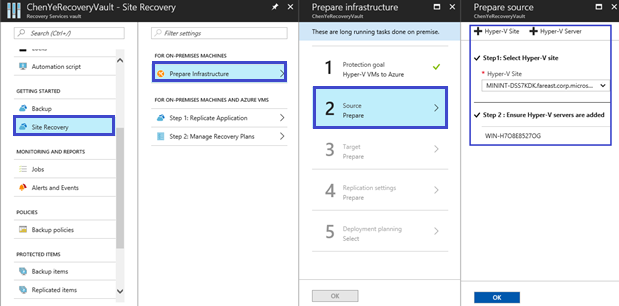 ChenYeRecoveryVault - Site Recovery
Recovery Services vault
Search (Ctrl+/)
Automation script
GETTING STARTED
Backup
Site Recovery
MONITORING AND REPORTS
Jobs
Alerts and Events
POLICIES
Backup policies
PROTECTED ITEMS
Backup items
Replicated items
Filter settings
FOR ON-PREMISES MACHINES
Prepare Infrastructure
FOR ON-PREMISES MACHINES AND AZURE VMS
Step 1: Replicate Application
Step 2: Manage Recovery Plans
Prepare infrastructure
ChenYeRecoveryVault
These are long running tasks done on premise.
1
Protection goal
Hyper-V VMs to Azure
2
Source
Prepare
3
Target
Prepare
4
Replication settings
Prepare
5
Deployment planning
Select
OK
Prepare source
+ Hyper-V Site + Hyper-V Server
Step1: Select Hyper-V site
* Hyper-V Site
MININT-DSS7KDK.fareast.corp.micros...
Step 2 : Ensure Hyper-V servers are added
WIN-H7O8E8527OG
OK